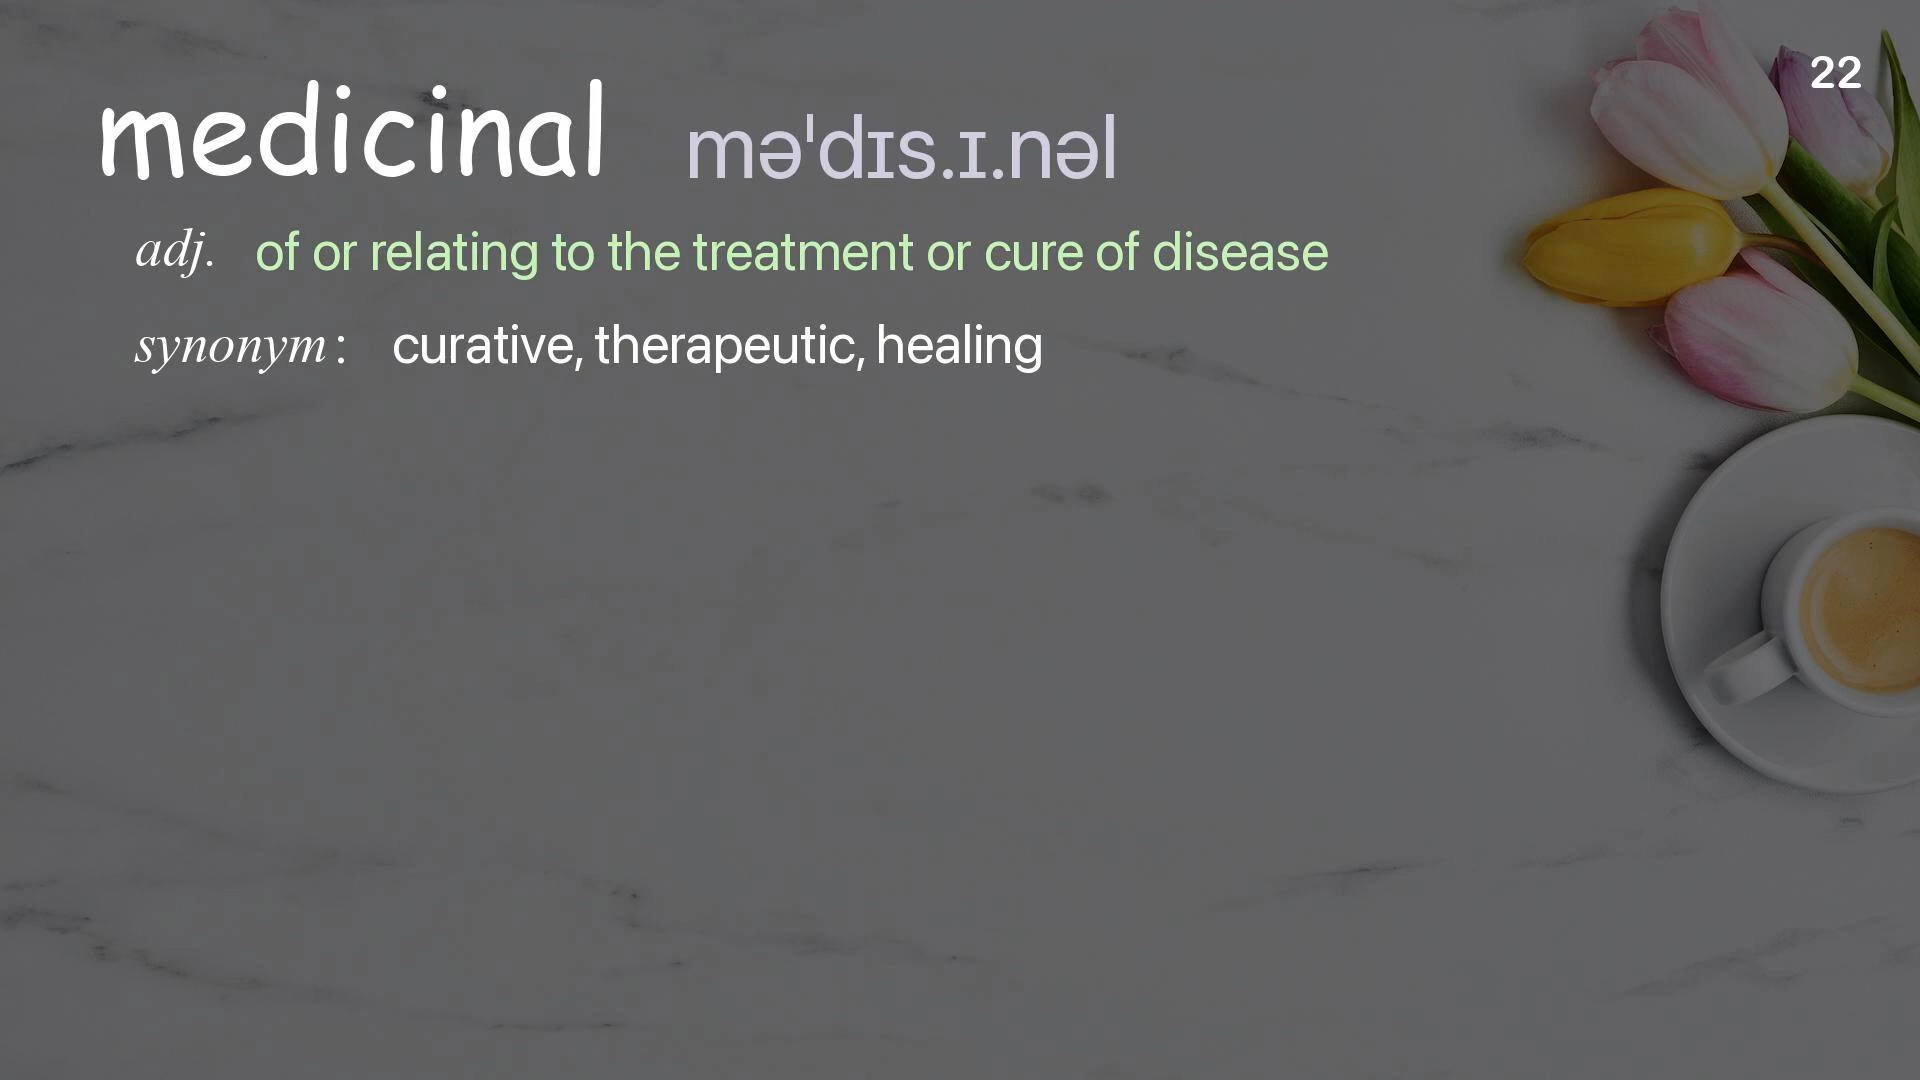 22
medicinal məˈdɪs.ɪ.nəl
adj. of or relating to the treatment or cure of disease
synonym: curative, therapeutic, healing